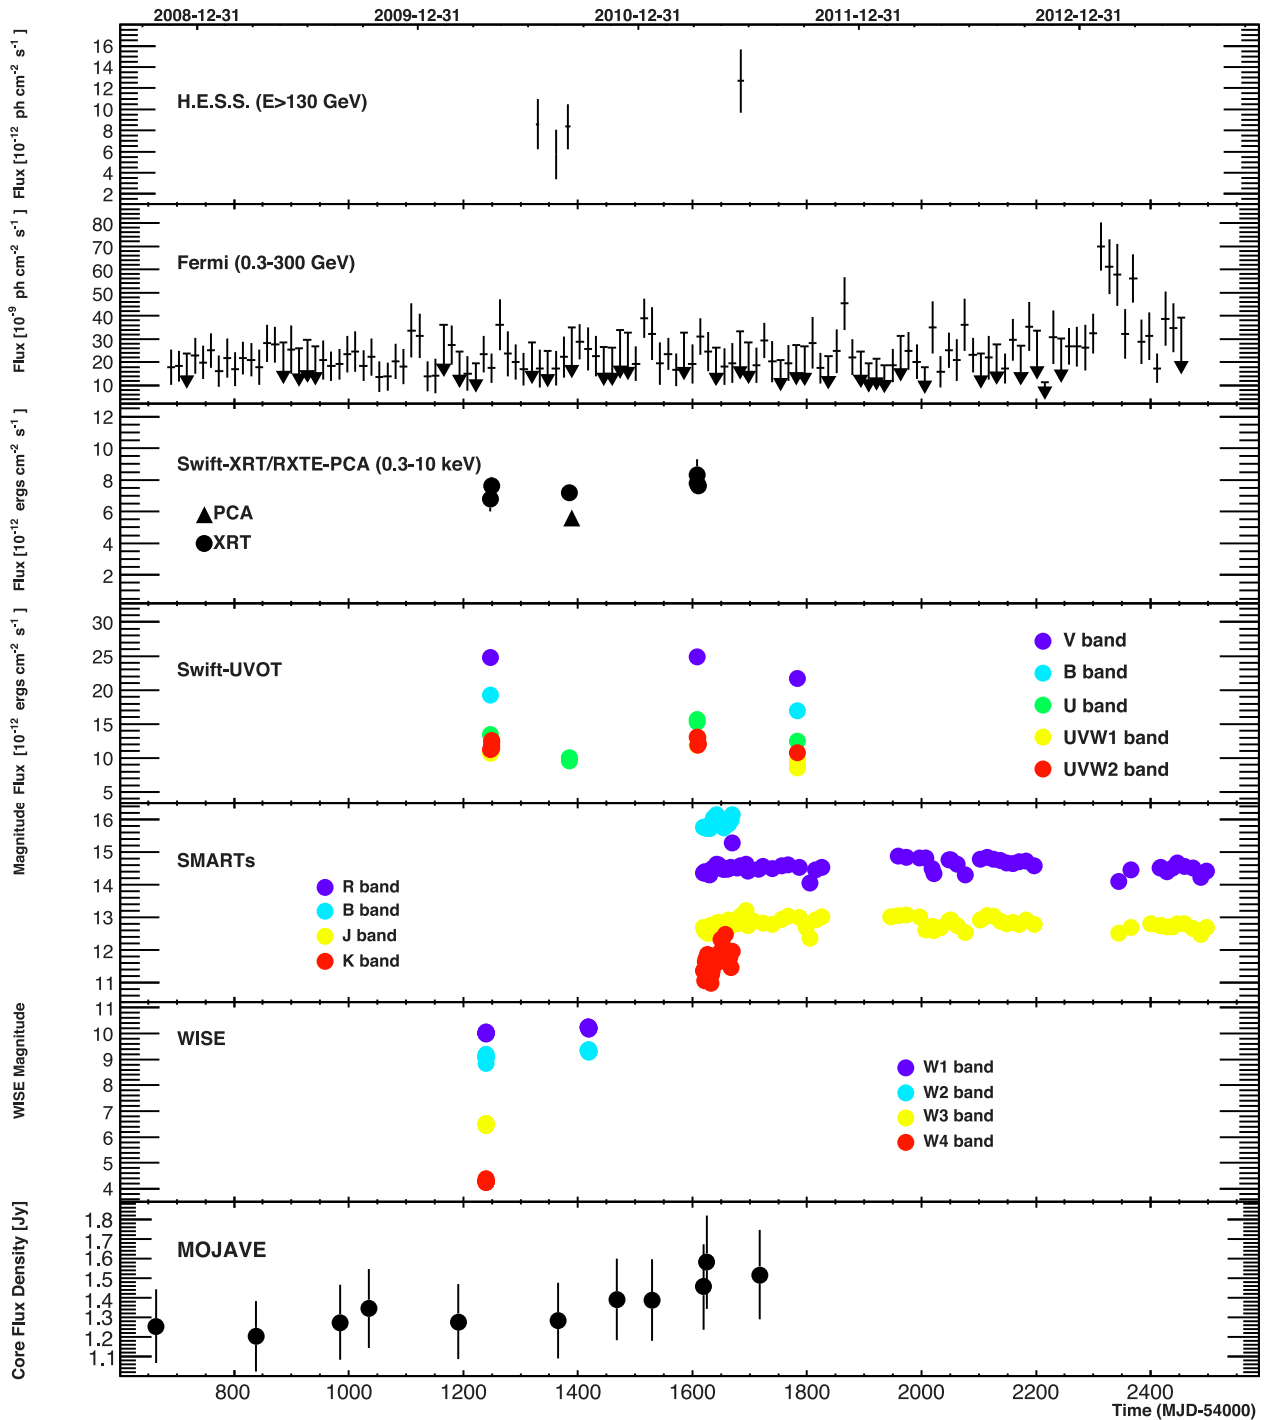 2008-12-31 2009-12-31 2010-12-31 2011-12-31 2012-12-31
Flux [10-12 ph cm-2 s-1 ]
16
14
12
10
8
6
4
2
H.E.S.S. (E>130 GeV)
Flux [10-9 ph cm-2 s-1 ]
80
70
60
50
40
30
20
10
Fermi (0.3-300 GeV)
Flux [10-12 ergs cm-2 s-1 ]
12
10
8
6
4
2
Swift-XRT/RXTE-PCA (0.3-10 keV)
PCA
XRT
Flux [10-12 ergs cm-2 s-1 ]
30
25
20
15
10
5
Swift-UVOT
V band
B band
U band
UVW1 band
UVW2 band
Magnitude
16
15
14
13
12
11
SMARTs
R band
B band
J band
K band
WISE Magnitude
11
10
9
8
7
6
5
4
WISE
W1 band
W2 band
W3 band
W4 band
Core Flux Density [Jy]
1.8
1.7
1.6
1.5
1.4
1.3
1.2
1.1
MOJAVE
800 1000 1200 1400 1600 1800 2000 2200 2400
Time (MJD-54000)